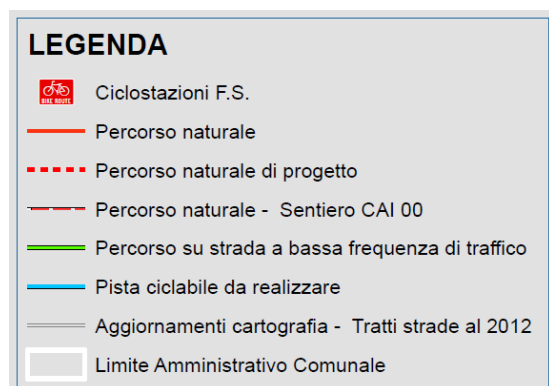 LEGENDA
BIKE ROUTE
Ciclostazioni F.S.
Percorso naturale
Percorso naturale di progetto
Percorso naturale - Sentiero CAI 00
Percorso su strada a bassa frequenza di traffico
Pista ciclabile da realizzare
Aggiornamenti cartografia - Tratti strade al 2012
Limite Amministrativo Comunale